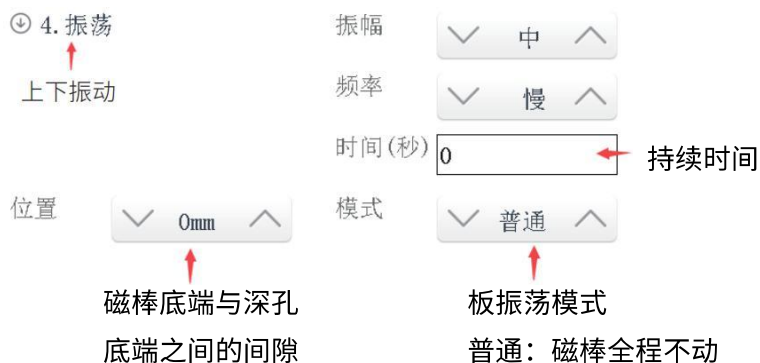 4.振荡
振幅
中
上下振动
频率
慢
时间(秒)
0
持续时间
位置
0mm
模式
普通
磁棒底端与深孔
底端之间的间隙
板振荡模式
普通：磁棒全程不动